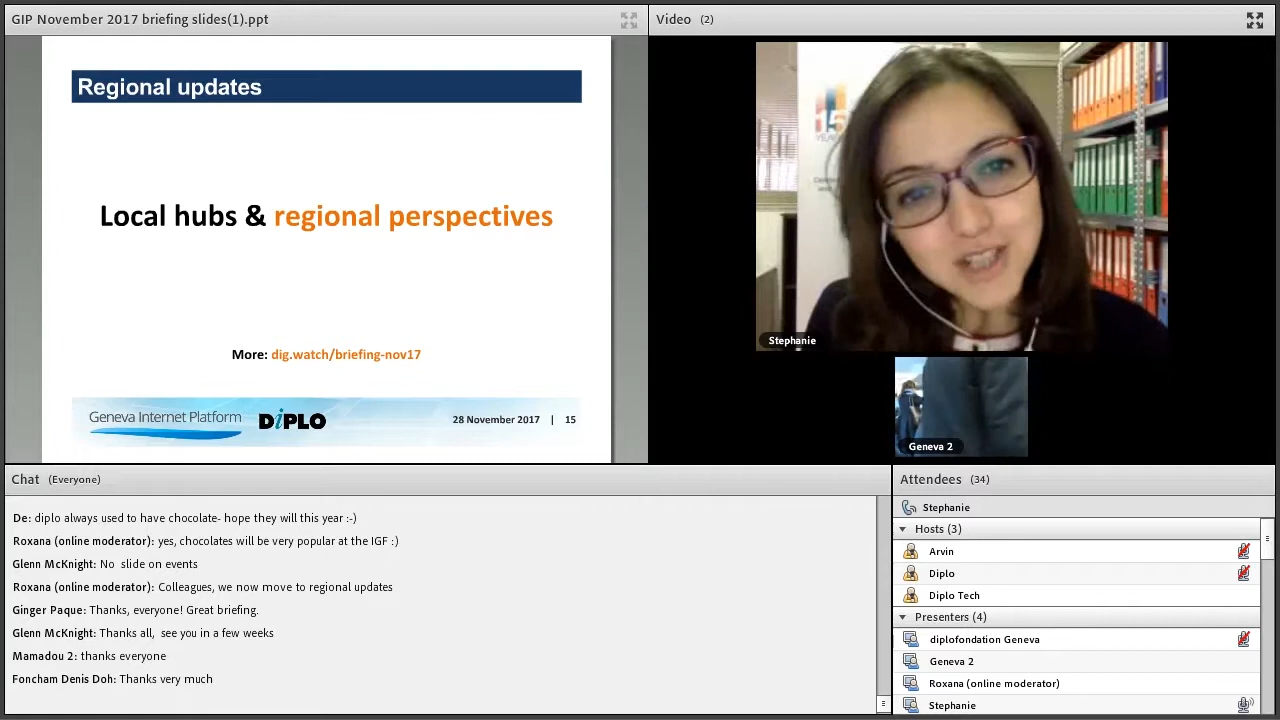 GIP November 2017 briefing slides(1).ppt
Regional updates
Local hubs & regional perspectives
More: dig.watch/briefing-nov17
Geneva Internet Platform
DiPLO
28 November 2017 | 15
Video (2)
15
Stephanie
Geneva 2
Chat (Everyone)
De: diplo always used to have chocolate- hope they will this year :-)
Roxana (online moderator): yes, chocolates will be very popular at the IGF :)
Glenn McKnight: No slide on events
Roxana (online moderator): Colleagues, we now move to regional updates
Ginger Paque: Thanks, everyone! Great briefing.
Glenn McKnight: Thanks all, see you in a few weeks
Mamadou 2: thanks everyone
Foncham Denis Doh: Thanks very much
Attendees (34)
Stephanie
Hosts (3)
Arvin
Diplo
Diplo Tech
Presenters (4)
diplofondation Geneva
Geneva 2
Roxana (online moderator)
Stephanie